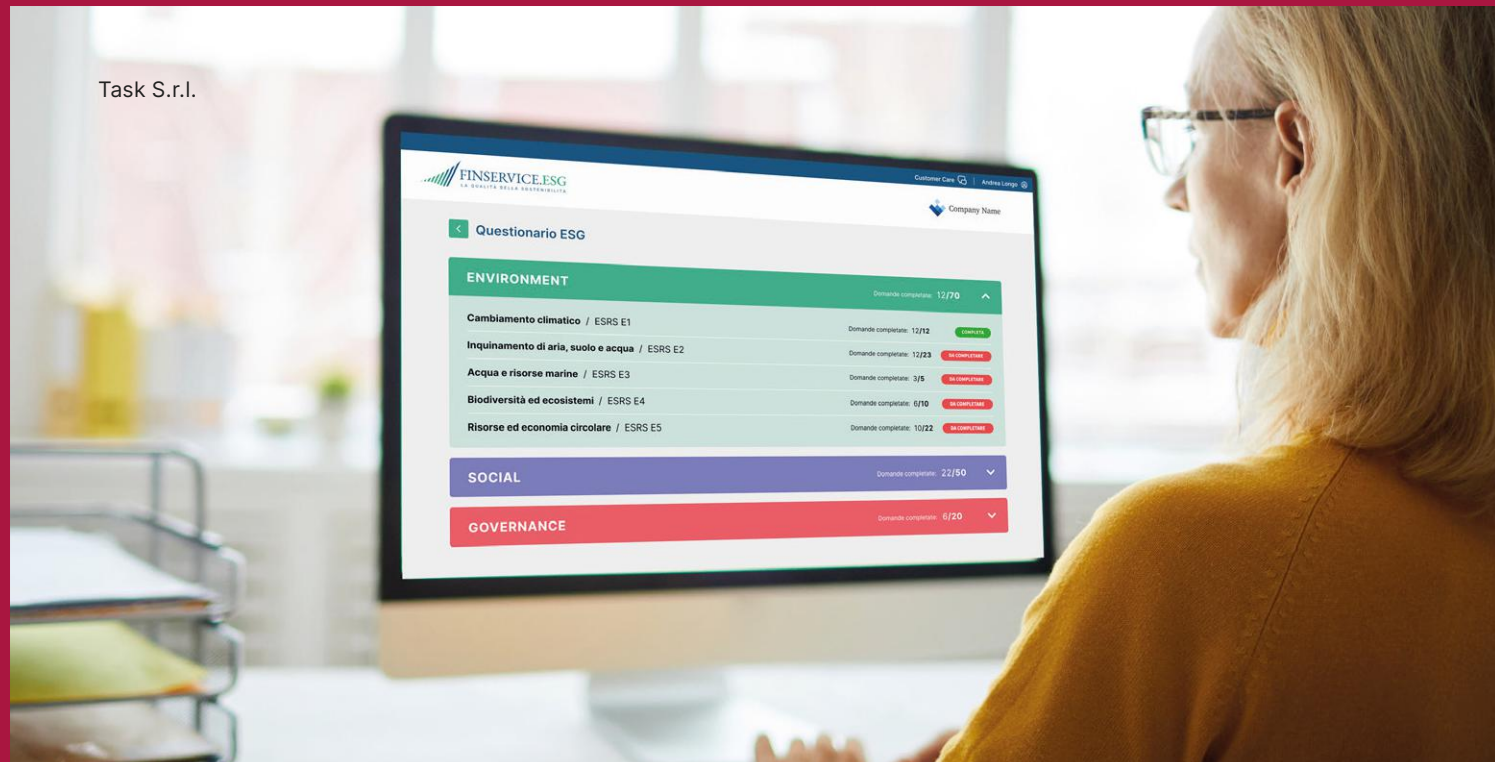 Task S.r.l.
FINSERVICE.ESG
LA QUALITÀ DELLA SOSTENIBILITÀ
Customer Care | Andrea Longo
Company Name
Questionario ESG
ENVIRONMENT Domande completate: 12/70
Cambiamento climatico / ESRS E1 Domande completate: 12/12 COMPLETA
Inquinamento di aria, suolo e acqua / ESRS E2 Domande completate: 12/23 DA COMPLETARE
Acqua e risorse marine / ESRS E3 Domande completate: 3/5 DA COMPLETARE
Biodiversità ed ecosistemi / ESRS E4 Domande completate: 6/10 DA COMPLETARE
Risorse ed economia circolare / ESRS E5 Domande completate: 10/22 DA COMPLETARE
SOCIAL Domande completate: 22/50
GOVERNANCE Domande completate: 6/20